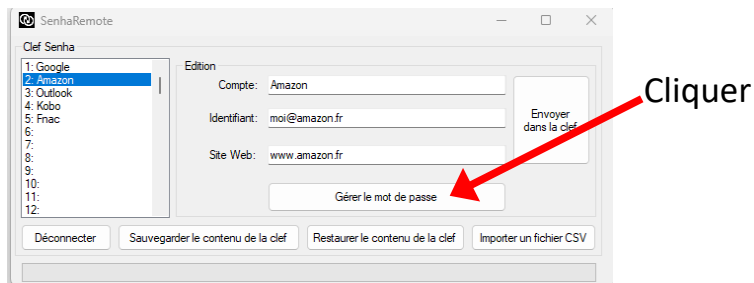 SenhaRemote
Clef Senha
1: Google
2: Amazon
3: Outlook
4: Kobo
5: Fnac
6:
7:
8:
9:
10:
11:
12:
Edition
Compte: Amazon
Identifiant: moi@amazon.fr
Site Web: www.amazon.fr
Envoyer
dans la clef
Cliquer
Gérer le mot de passe
Déconnecter
Sauvegarder le contenu de la clef
Restaurer le contenu de la clef
Importer un fichier CSV